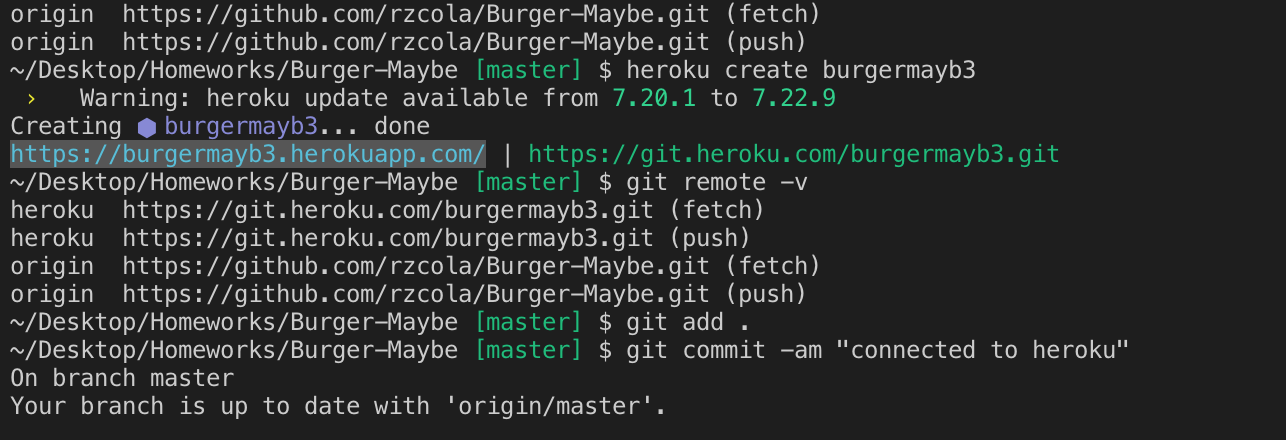 origin  https://github.com/rzcola/Burger-Maybe.git (fetch)
origin  https://github.com/rzcola/Burger-Maybe.git (push)
~/Desktop/Homeworks/Burger-Maybe [master] $ heroku create burgermayb3
 ›   Warning: heroku update available from 7.20.1 to 7.22.9
Creating ⬢ burgermayb3... done
https://burgermayb3.herokuapp.com/ | https://git.heroku.com/burgermayb3.git
~/Desktop/Homeworks/Burger-Maybe [master] $ git remote -v
heroku  https://git.heroku.com/burgermayb3.git (fetch)
heroku  https://git.heroku.com/burgermayb3.git (push)
origin  https://github.com/rzcola/Burger-Maybe.git (fetch)
origin  https://github.com/rzcola/Burger-Maybe.git (push)
~/Desktop/Homeworks/Burger-Maybe [master] $ git add .
~/Desktop/Homeworks/Burger-Maybe [master] $ git commit -am "connected to heroku"
On branch master
Your branch is up to date with 'origin/master'.